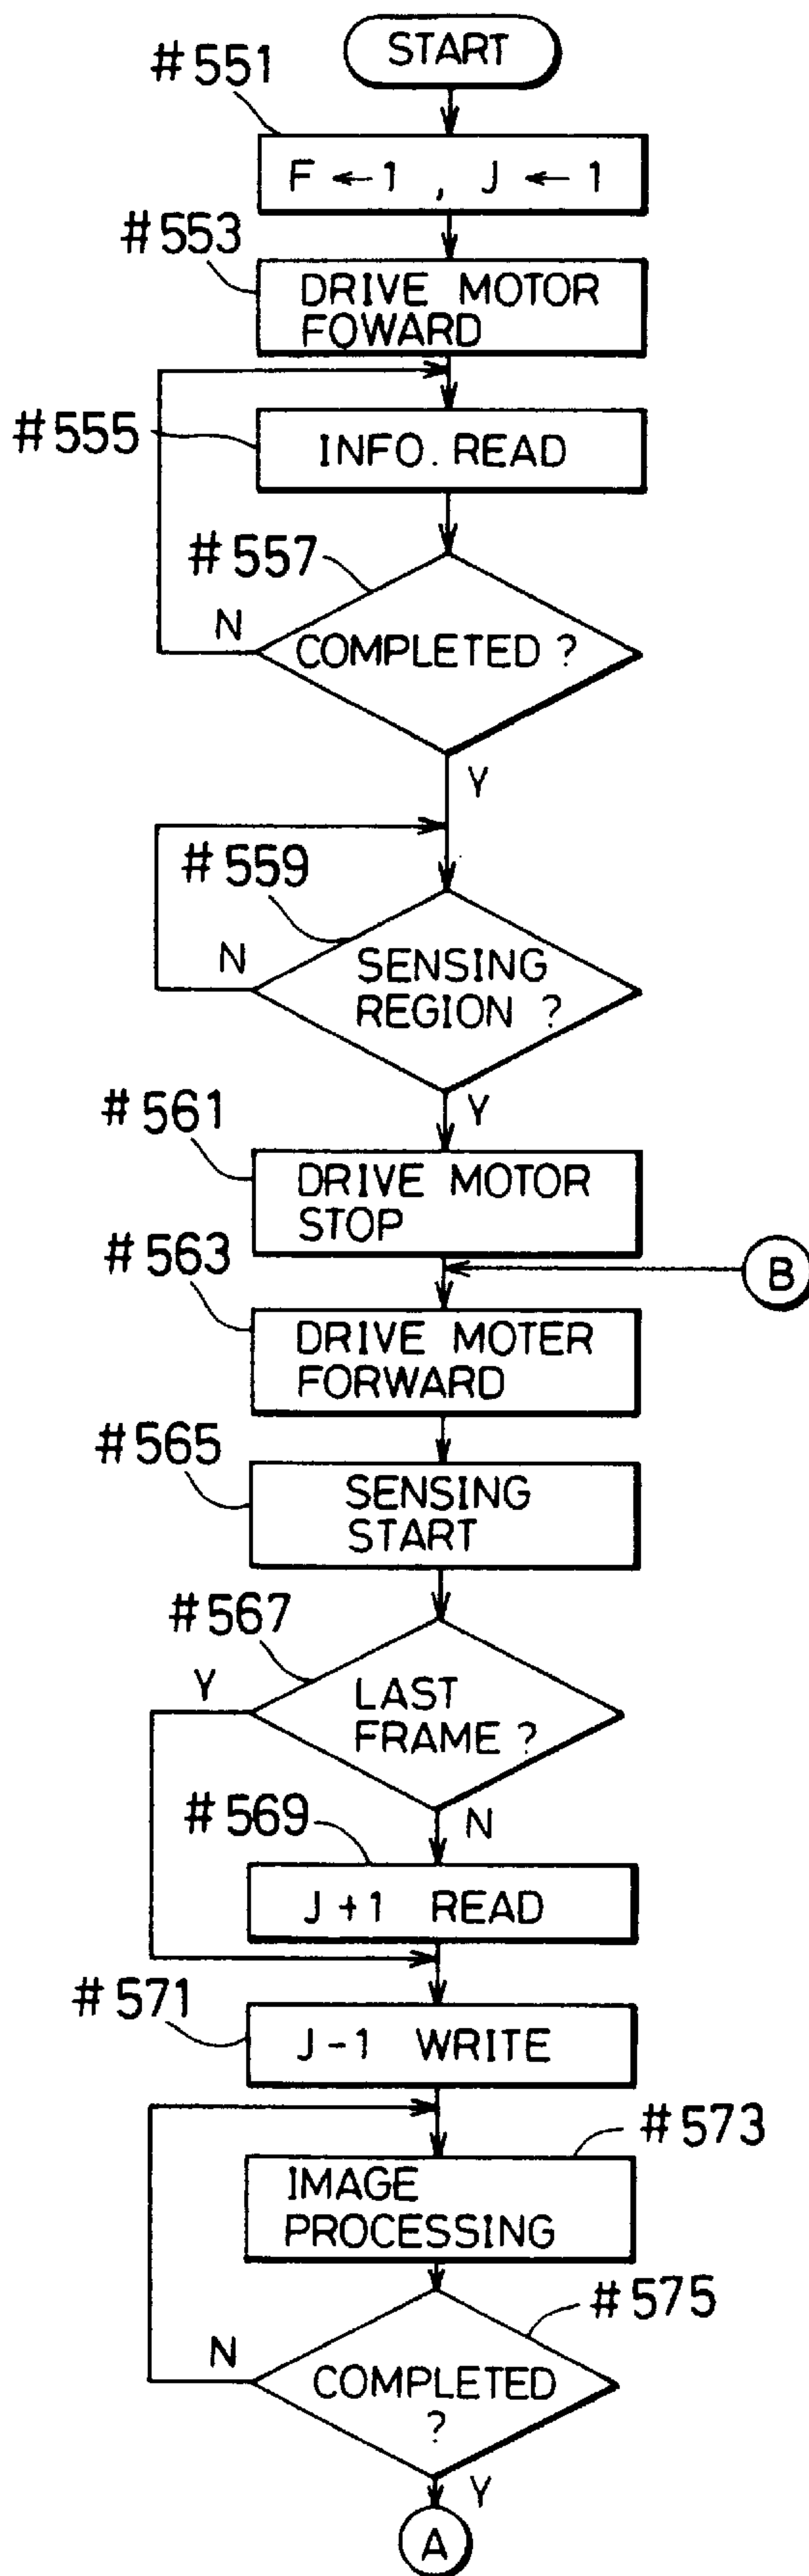 START
#551
F ← 1 , J ← 1
#553
DRIVE MOTOR
FOWARD
#555
INFO. READ
#557
N
COMPLETED ?
Y
#559
N
SENSING
REGION ?
Y
#561
DRIVE MOTOR
STOP
#563
B
DRIVE MOTER
FORWARD
#565
SENSING
START
#567
Y
LAST
FRAME ?
N
#569
J+1 READ
#571
J-1 WRITE
#573
IMAGE
PROCESSING
#575
N
COMPLETED
?
Y
A